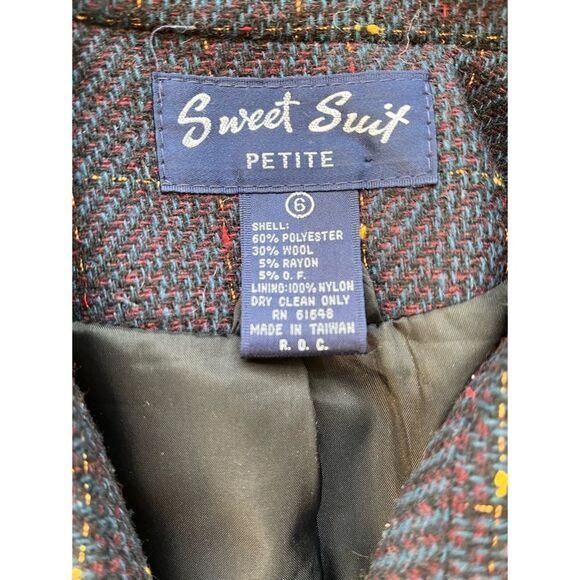 Sweet Suit
PETITE
6
SHELL:
60% POLYESTER
30% WOOL
5% RAYON
5% O.F.
LINING:100% NYLON
DRY CLEAN ONLY
RN 61648
MADE IN TAIWAN
R.O.C.